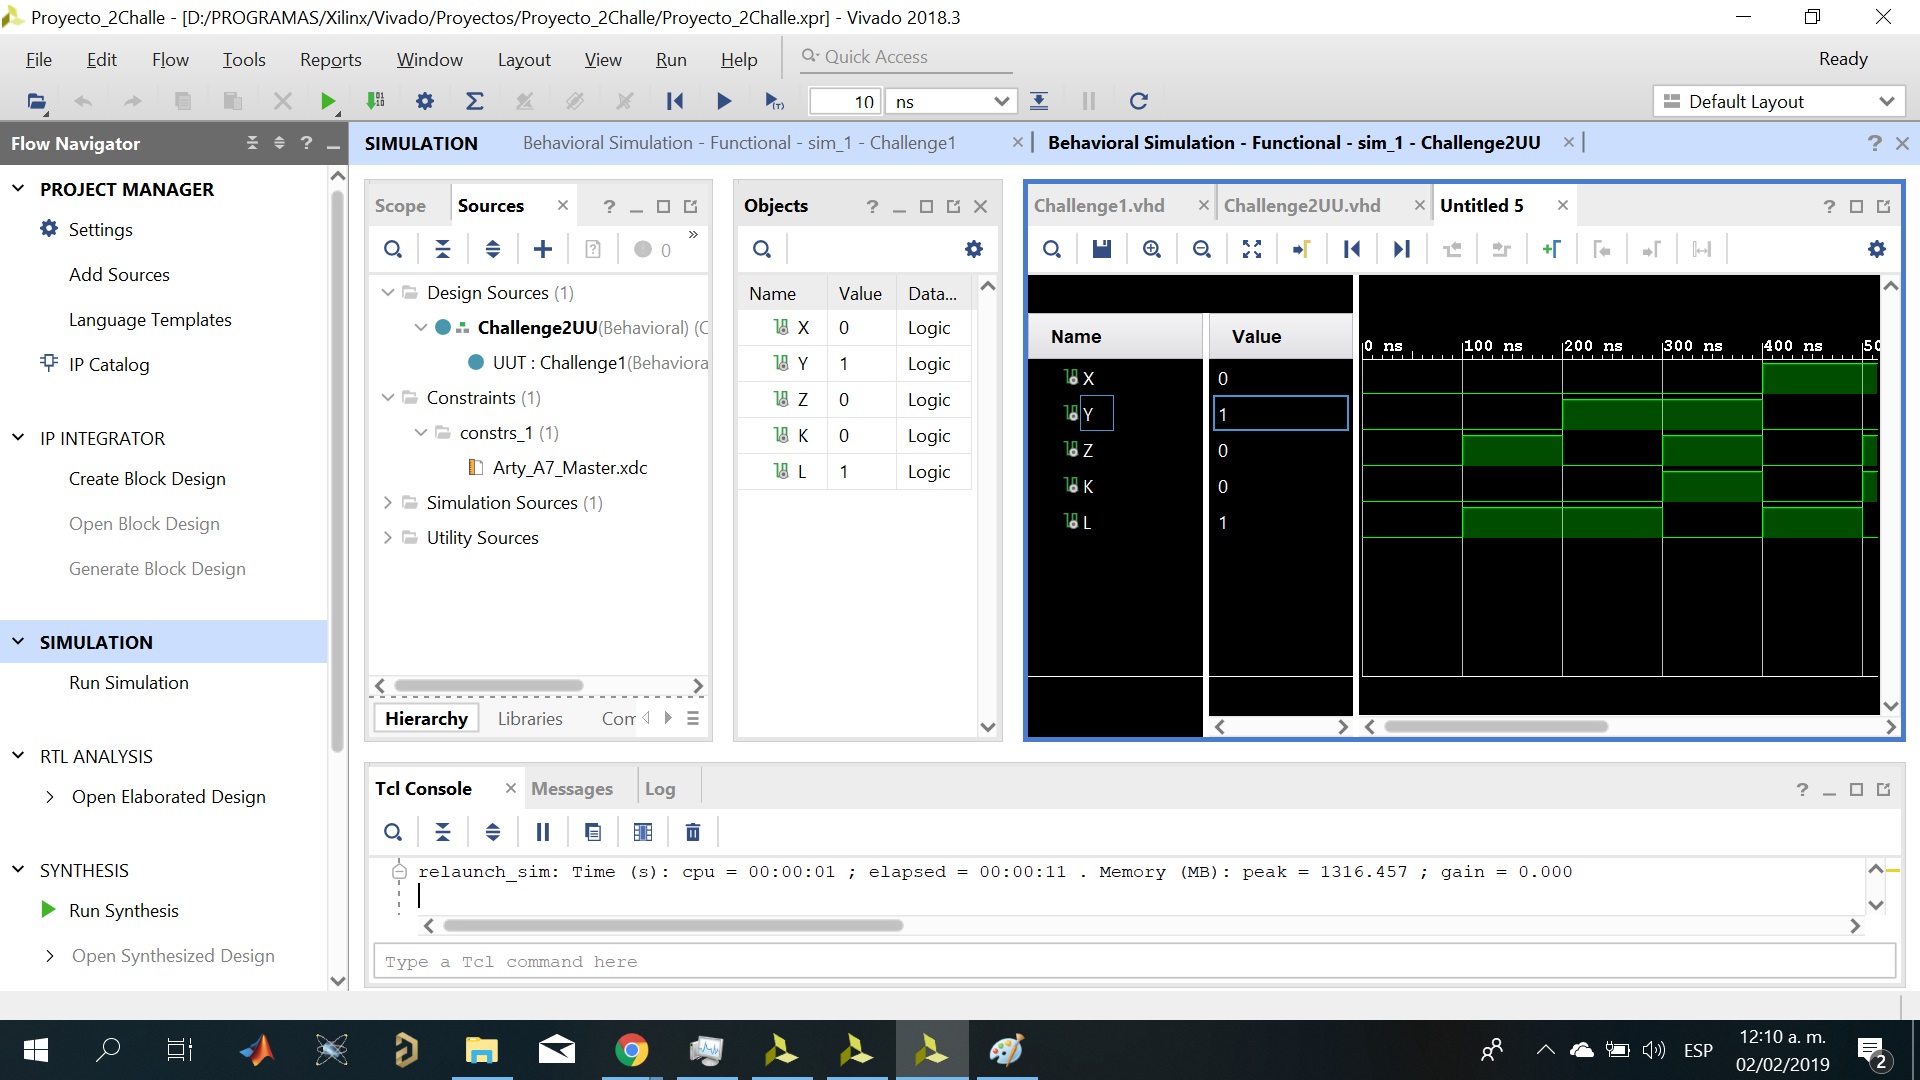 Proyecto_2Challe - [D:/PROGRAMAS/Xilinx/Vivado/Proyectos/Proyecto_2Challe/Proyecto_2Challe.xpr] - Vivado 2018.3
File Edit Flow Tools Reports Window Layout View Run Help Quick Access Ready
10 ns Default Layout
Flow Navigator
SIMULATION Behavioral Simulation - Functional - sim_1 - Challenge1 Behavioral Simulation - Functional - sim_1 - Challenge2UU
PROJECT MANAGER
Settings
Add Sources
Language Templates
IP Catalog
IP INTEGRATOR
Create Block Design
Open Block Design
Generate Block Design
SIMULATION
Run Simulation
RTL ANALYSIS
Open Elaborated Design
SYNTHESIS
Run Synthesis
Open Synthesized Design
Scope Sources
0
Design Sources (1)
Challenge2UU(Behavioral) (C
UUT : Challenge1(Behaviora
Constraints (1)
constrs_1 (1)
Arty_A7_Master.xdc
Simulation Sources (1)
Utility Sources
Hierarchy Libraries Com
Objects
Name Value Data...
X 0 Logic
Y 1 Logic
Z 0 Logic
K 0 Logic
L 1 Logic
Challenge1.vhd Challenge2UU.vhd Untitled 5
Name Value
0 ns 100 ns 200 ns 300 ns 400 ns 50
X 0
Y 1
Z 0
K 0
L 1
Tcl Console Messages Log
relaunch_sim: Time (s): cpu = 00:00:01 ; elapsed = 00:00:11 . Memory (MB): peak = 1316.457 ; gain = 0.000
Type a Tcl command here
ESP
12:10 a. m.
02/02/2019
2